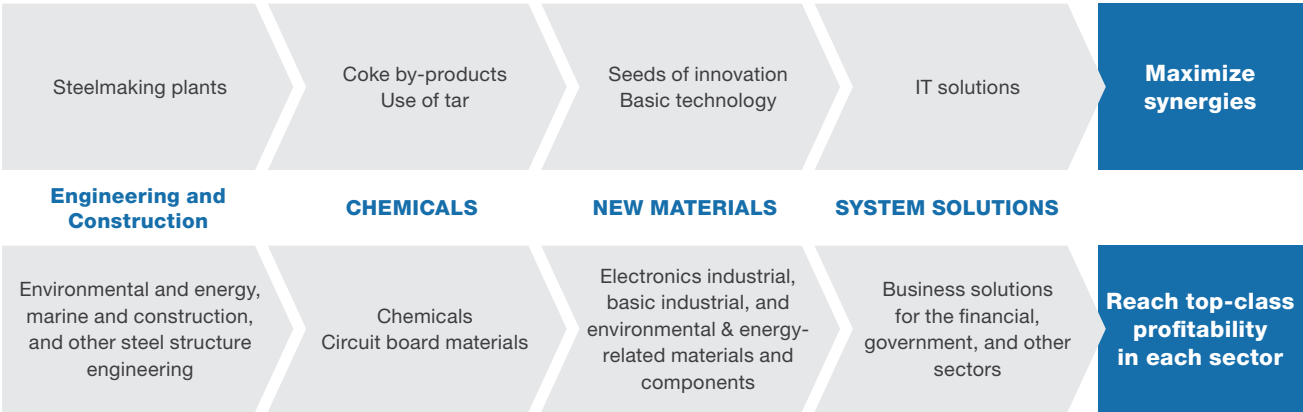 Steelmaking plants
Coke by-products
Use of tar
Seeds of innovation
Basic technology
IT solutions
Maximize
synergies
Engineering and
Construction
CHEMICALS
NEW MATERIALS
SYSTEM SOLUTIONS
Environmental and energy,
marine and construction,
and other steel structure
engineering
Chemicals
Circuit board materials
Electronics industrial,
basic industrial, and
environmental & energy-
related materials and
components
Business solutions
for the financial,
government, and other
sectors
Reach top-class
profitability
in each sector